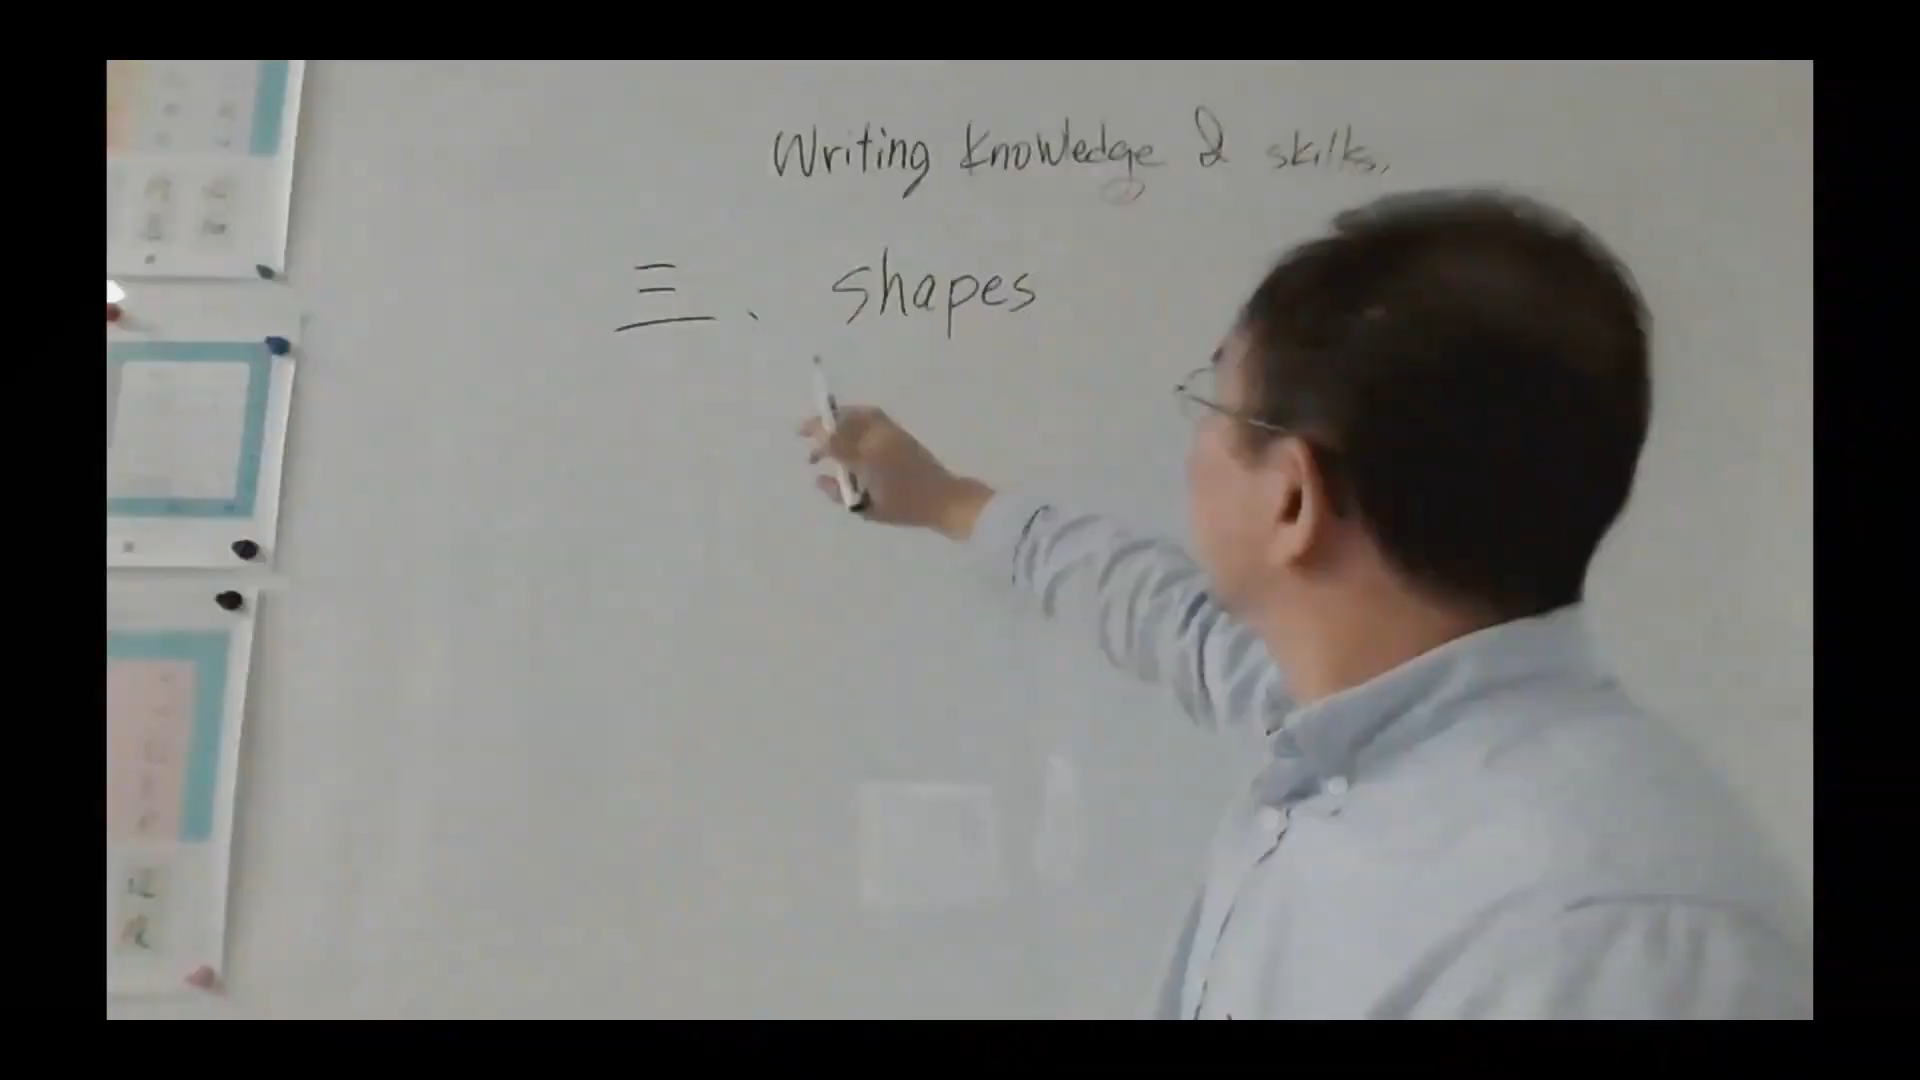 Writing Knowledge & skills,
三、 shapes